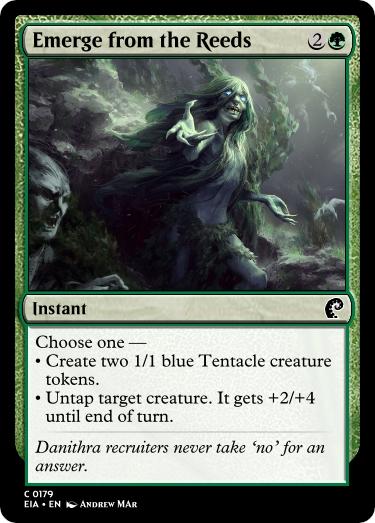 Emerge from the Reeds 2
Instant
Choose one —
• Create two 1/1 blue Tentacle creature
tokens.
• Untap target creature. It gets +2/+4
until end of turn.
Danithra recruiters never take ‘no’ for an
answer.
C 0179
EIA • EN Andrew MAr